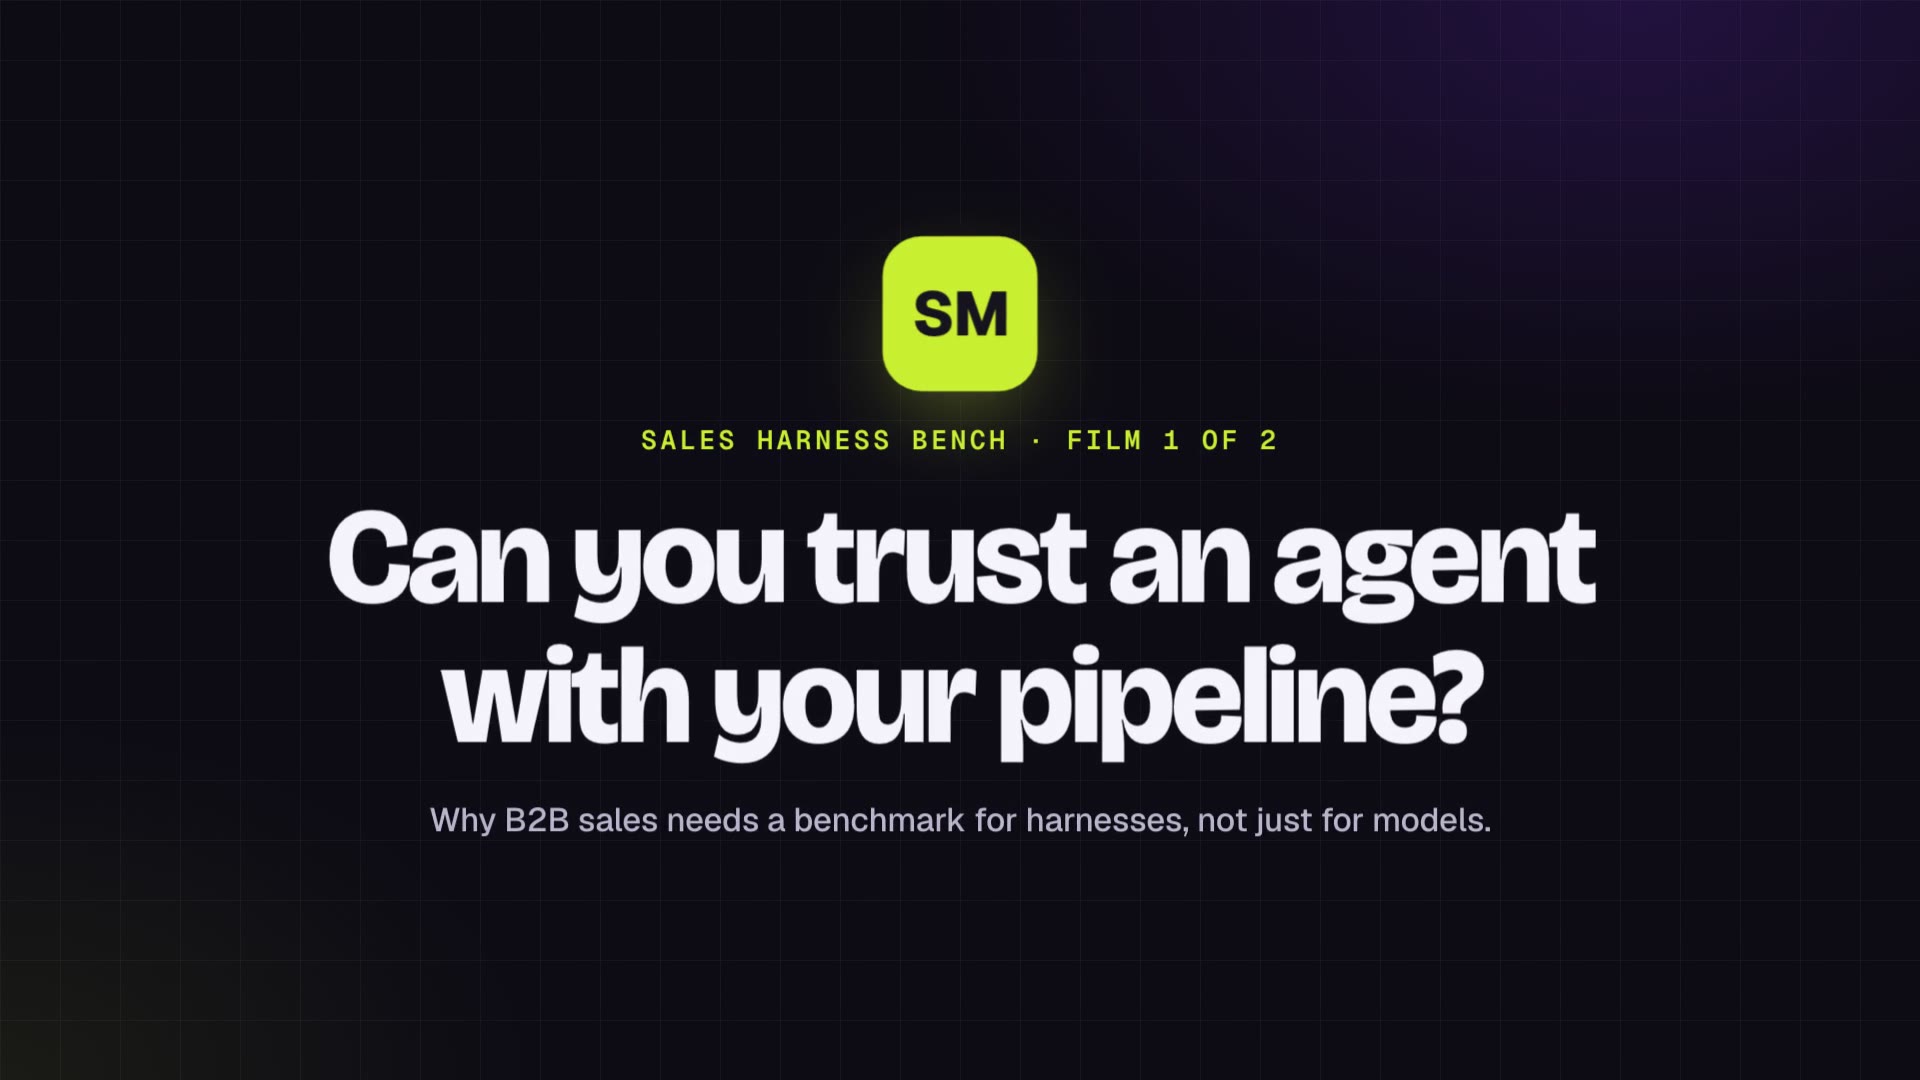 SM
SALES HARNESS BENCH · FILM 1 OF 2
Can you trust an agent
with your pipeline?
Why B2B sales needs a benchmark for harnesses, not just for models.